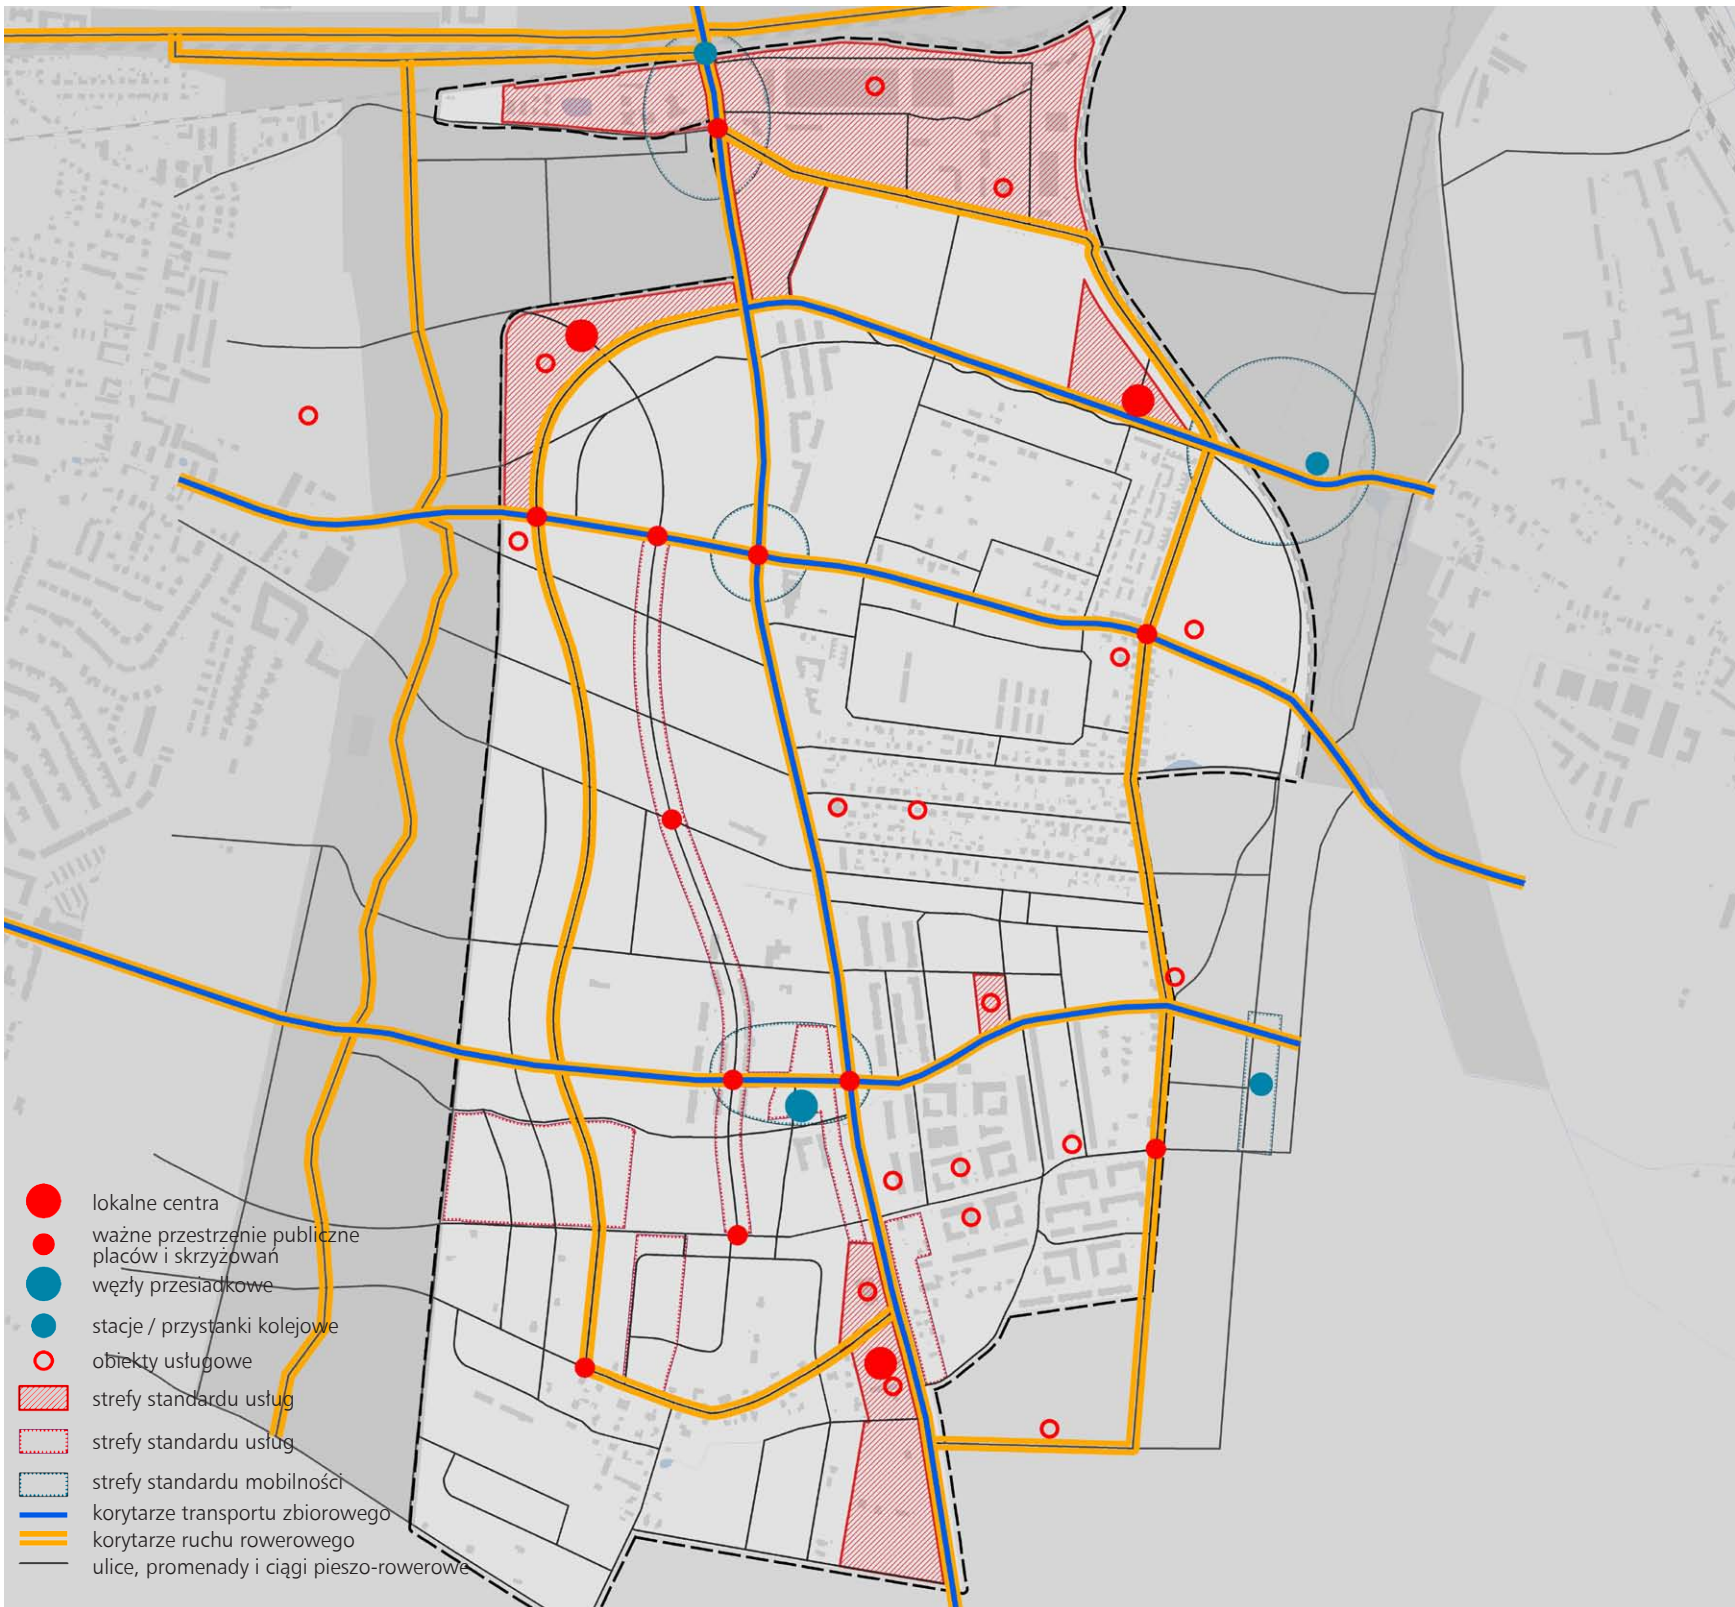 lokalne centra
ważne przestrzenie publiczne
placów i skrzyżowań
węzły przesiadkowe
stacje / przystanki kolejowe
obiekty usługowe
strefy standardu usług
strefy standardu usług
strefy standardu mobilności
korytarze transportu zbiorowego
korytarze ruchu rowerowego
ulice, promenady i ciągi pieszo-rowerowe